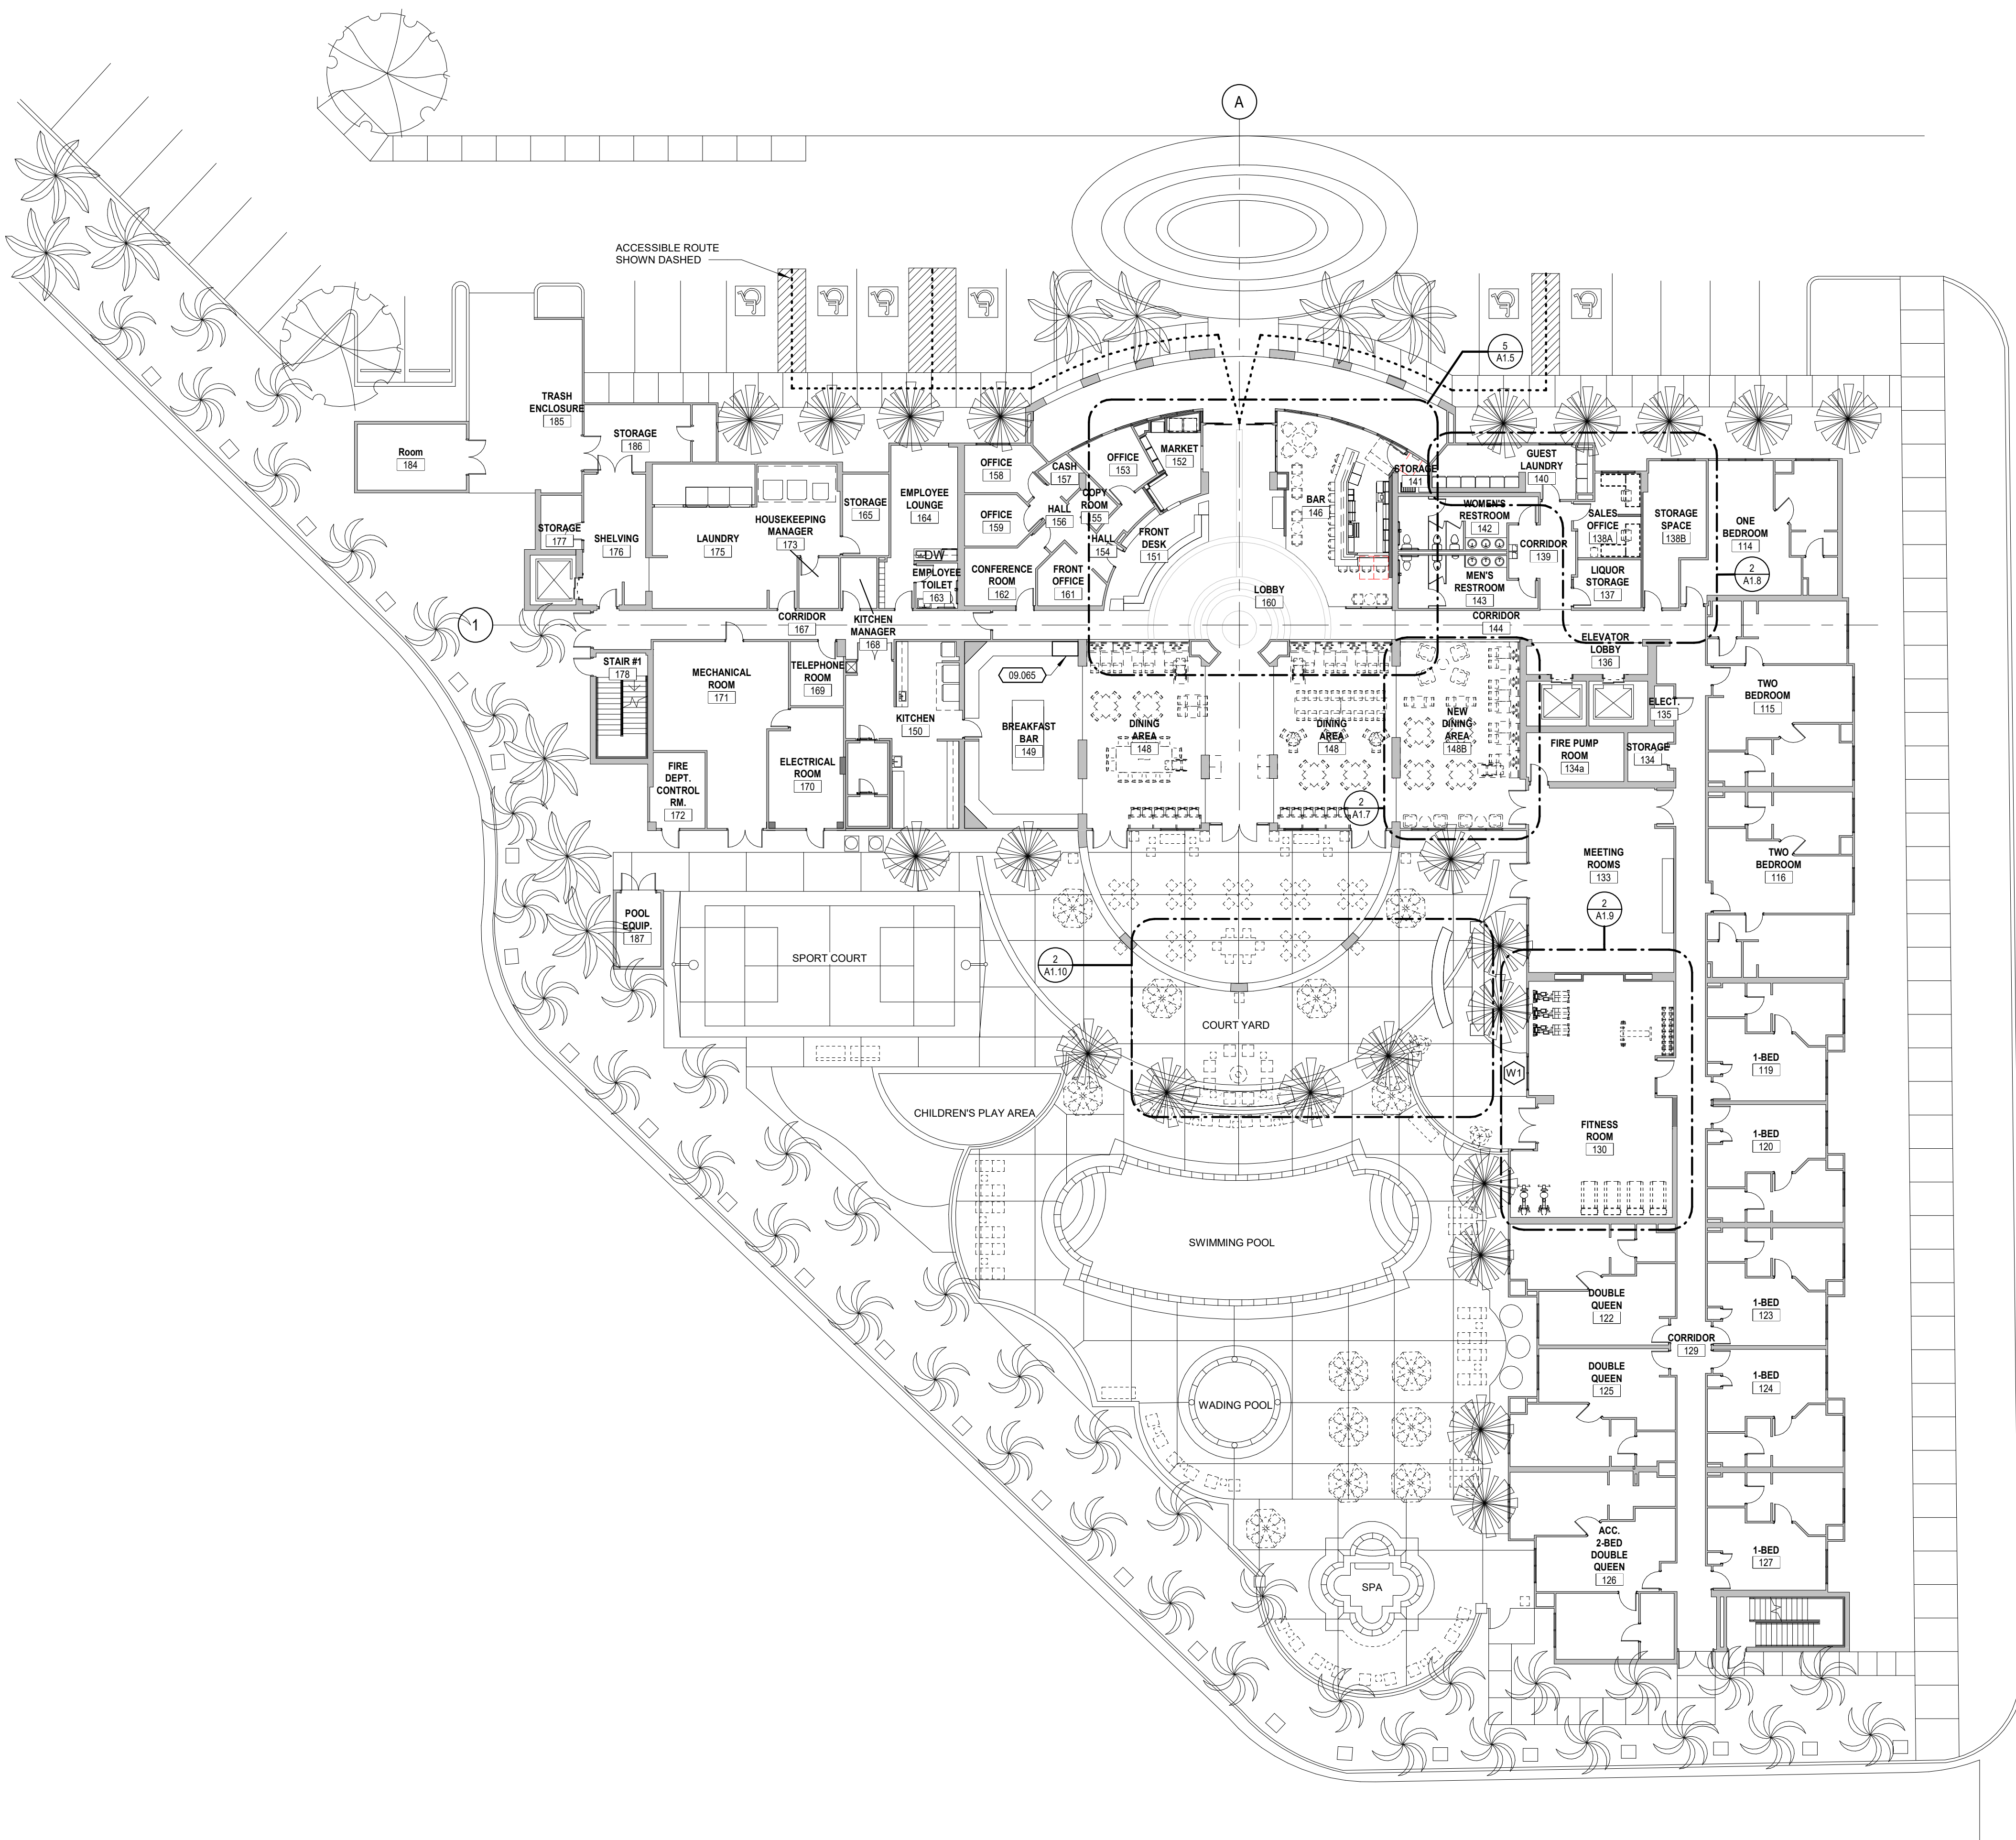 A
ACCESSIBLE ROUTE
SHOWN DASHED
5
A1.5
TRASH
ENCLOSURE
185
STORAGE
186
Room
184
OFFICE
158
CASH
157
OFFICE
153
MARKET
152
STORAGE
141
GUEST
LAUNDRY
140
STORAGE
165
EMPLOYEE
LOUNGE
164
COPY
ROOM
155
HALL
156
OFFICE
159
BAR
146
WOMEN'S
RESTROOM
142
SALES
OFFICE
138A
STORAGE
SPACE
138B
ONE
BEDROOM
114
STORAGE
177
SHELVING
176
LAUNDRY
175
HOUSEKEEPING
MANAGER
173
HALL
154
FRONT
DESK
151
CORRIDOR
139
DW
EMPLOYEE
TOILET
163
CONFERENCE
ROOM
162
FRONT
OFFICE
161
MEN'S
RESTROOM
143
LIQUOR
STORAGE
137
2
A1.8
LOBBY
160
1
CORRIDOR
167
KITCHEN
MANAGER
168
CORRIDOR
144
ELEVATOR
LOBBY
136
STAIR #1
178
MECHANICAL
ROOM
171
TELEPHONE
ROOM
169
09.065
TWO
BEDROOM
115
ELECT.
135
KITCHEN
150
BREAKFAST
BAR
149
DINING
AREA
148
DINING
AREA
148
NEW
DINING
AREA
148B
FIRE PUMP
ROOM
134a
STORAGE
134
FIRE
DEPT.
CONTROL
RM.
172
ELECTRICAL
ROOM
170
2
A1.7
MEETING
ROOMS
133
TWO
BEDROOM
116
POOL
EQUIP.
187
2
A1.9
SPORT COURT
2
A1.10
COURT YARD
W1
1-BED
119
CHILDREN'S PLAY AREA
FITNESS
ROOM
130
1-BED
120
SWIMMING POOL
DOUBLE
QUEEN
122
1-BED
123
CORRIDOR
129
DOUBLE
QUEEN
125
1-BED
124
WADING POOL
ACC.
2-BED
DOUBLE
QUEEN
126
1-BED
127
SPA